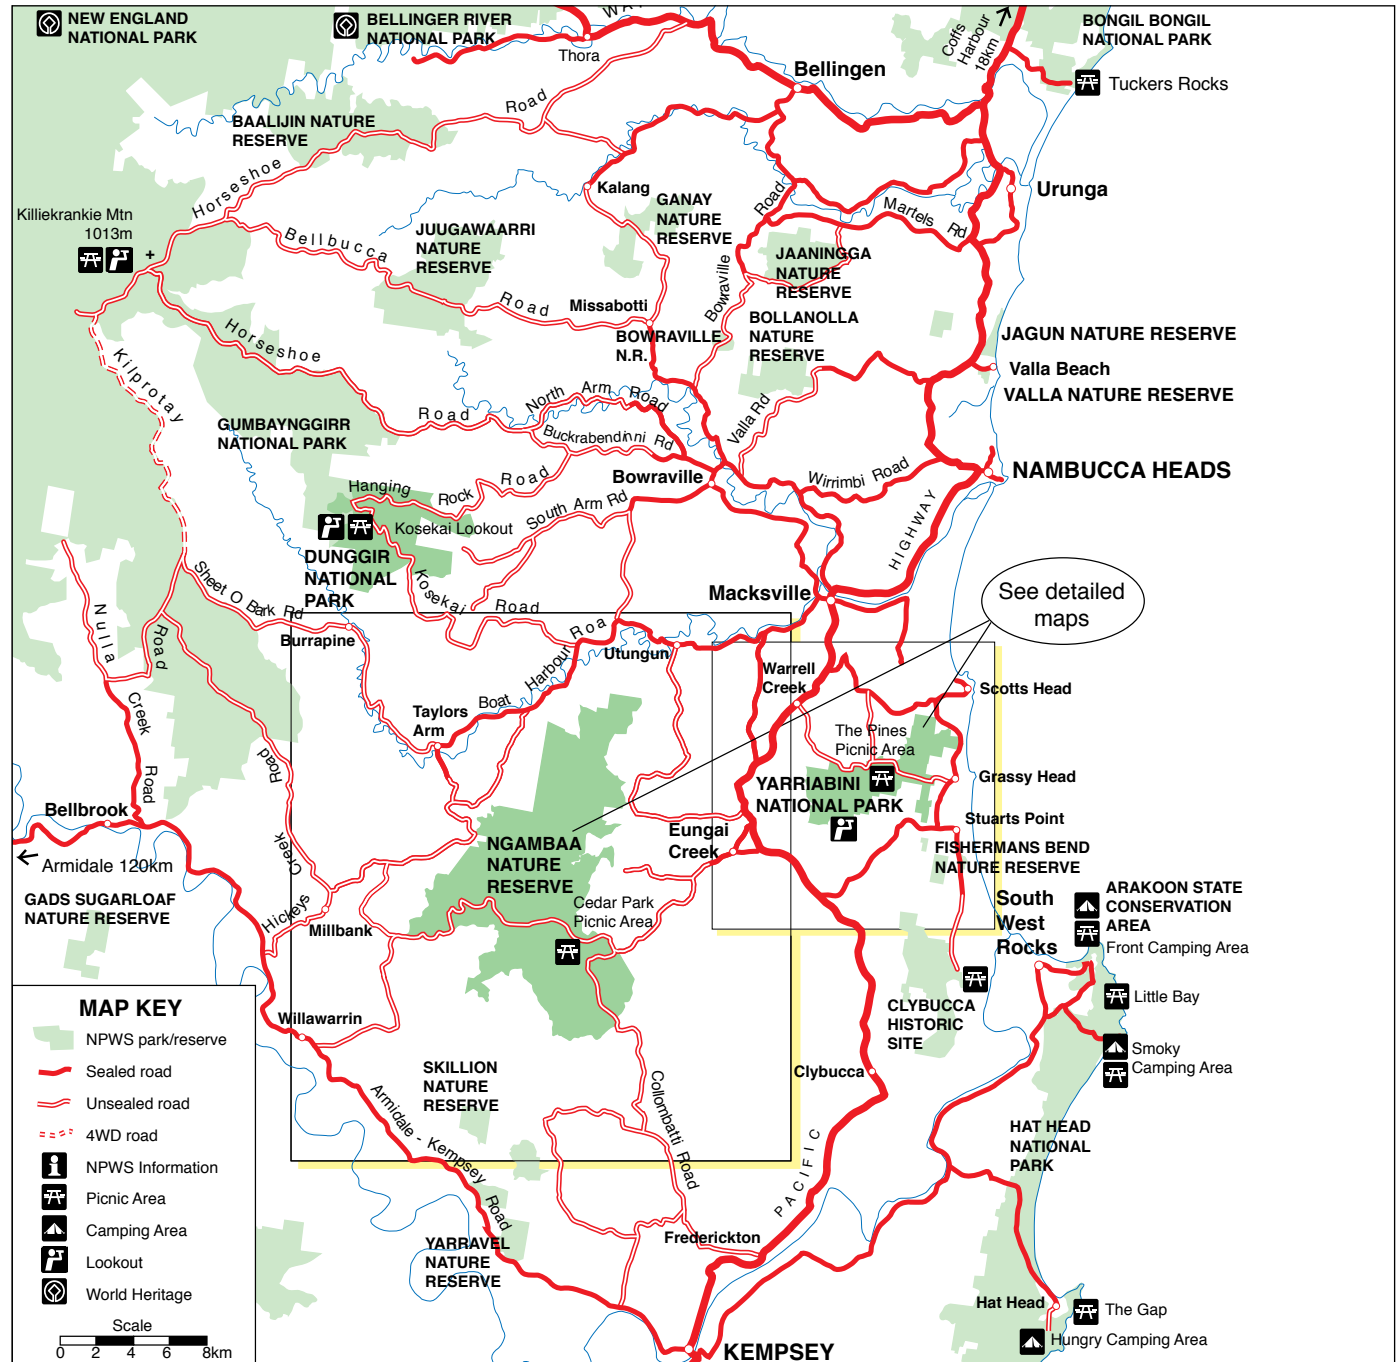 NEW ENGLAND
NATIONAL PARK
BELLINGER RIVER
NATIONAL PARK
Thora
Coffs
Harbour
18km
BONGIL BONGIL
NATIONAL PARK
Bellingen
Tuckers Rocks
Road
BAALIJIN NATURE
RESERVE
Horseshoe
Kalang
GANAY
NATURE
RESERVE
Road
Martels Rd
Urunga
Killiekrankie Mtn
1013m
Bellbucca
JUUGAWAARRI
NATURE
RESERVE
JAANINGGA
NATURE
RESERVE
Bowraville
Road
Missabotti
BOWRAVILLE
N.R.
BOLLANOLLA
NATURE
RESERVE
Horseshoe
JAGUN NATURE RESERVE
Valla Beach
VALLA NATURE RESERVE
Kilprotay
Road
North Arm Road
Valla Rd
GUMBAYNGGIRR
NATIONAL PARK
Buckrabendinni Rd
Bowraville
Wirrimbi Road
NAMBUCCA HEADS
Hanging Rock Road
South Arm Rd
Kosekai Lookout
HIGHWAY
DUNGGIR
NATIONAL
PARK
Kosekai Road
Sheet O Bark Rd
Macksville
See detailed
maps
Nulla
Road
Burrapine
Utungun
Boat Harbour Roa
Warrell
Creek
Scotts Head
Creek
Road
Taylors
Arm
The Pines
Picnic Area
Road
YARRIABINI
NATIONAL PARK
Grassy Head
Bellbrook
Stuarts Point
Armidale 120km
Creek
NGAMBAA
NATURE
RESERVE
Eungai
Creek
FISHERMANS BEND
NATURE RESERVE
GADS SUGARLOAF
NATURE RESERVE
Hickeys
Millbank
Cedar Park
Picnic Area
South
West
Rocks
ARAKOON STATE
CONSERVATION
AREA
Front Camping Area
Little Bay
Smoky
Camping Area
CLYBUCCA
HISTORIC
SITE
Willawarrin
Clybucca
SKILLION
NATURE
RESERVE
Armidale - Kempsey Road
Collombatti Road
HAT HEAD
NATIONAL
PARK
PACIFIC
YARRAVEL
NATURE
RESERVE
Frederickton
Hat Head
The Gap
Hungry Camping Area
KEMPSEY
MAP KEY
NPWS park/reserve
Sealed road
Unsealed road
4WD road
NPWS Information
Picnic Area
Camping Area
Lookout
World Heritage
Scale
0 2 4 6 8km